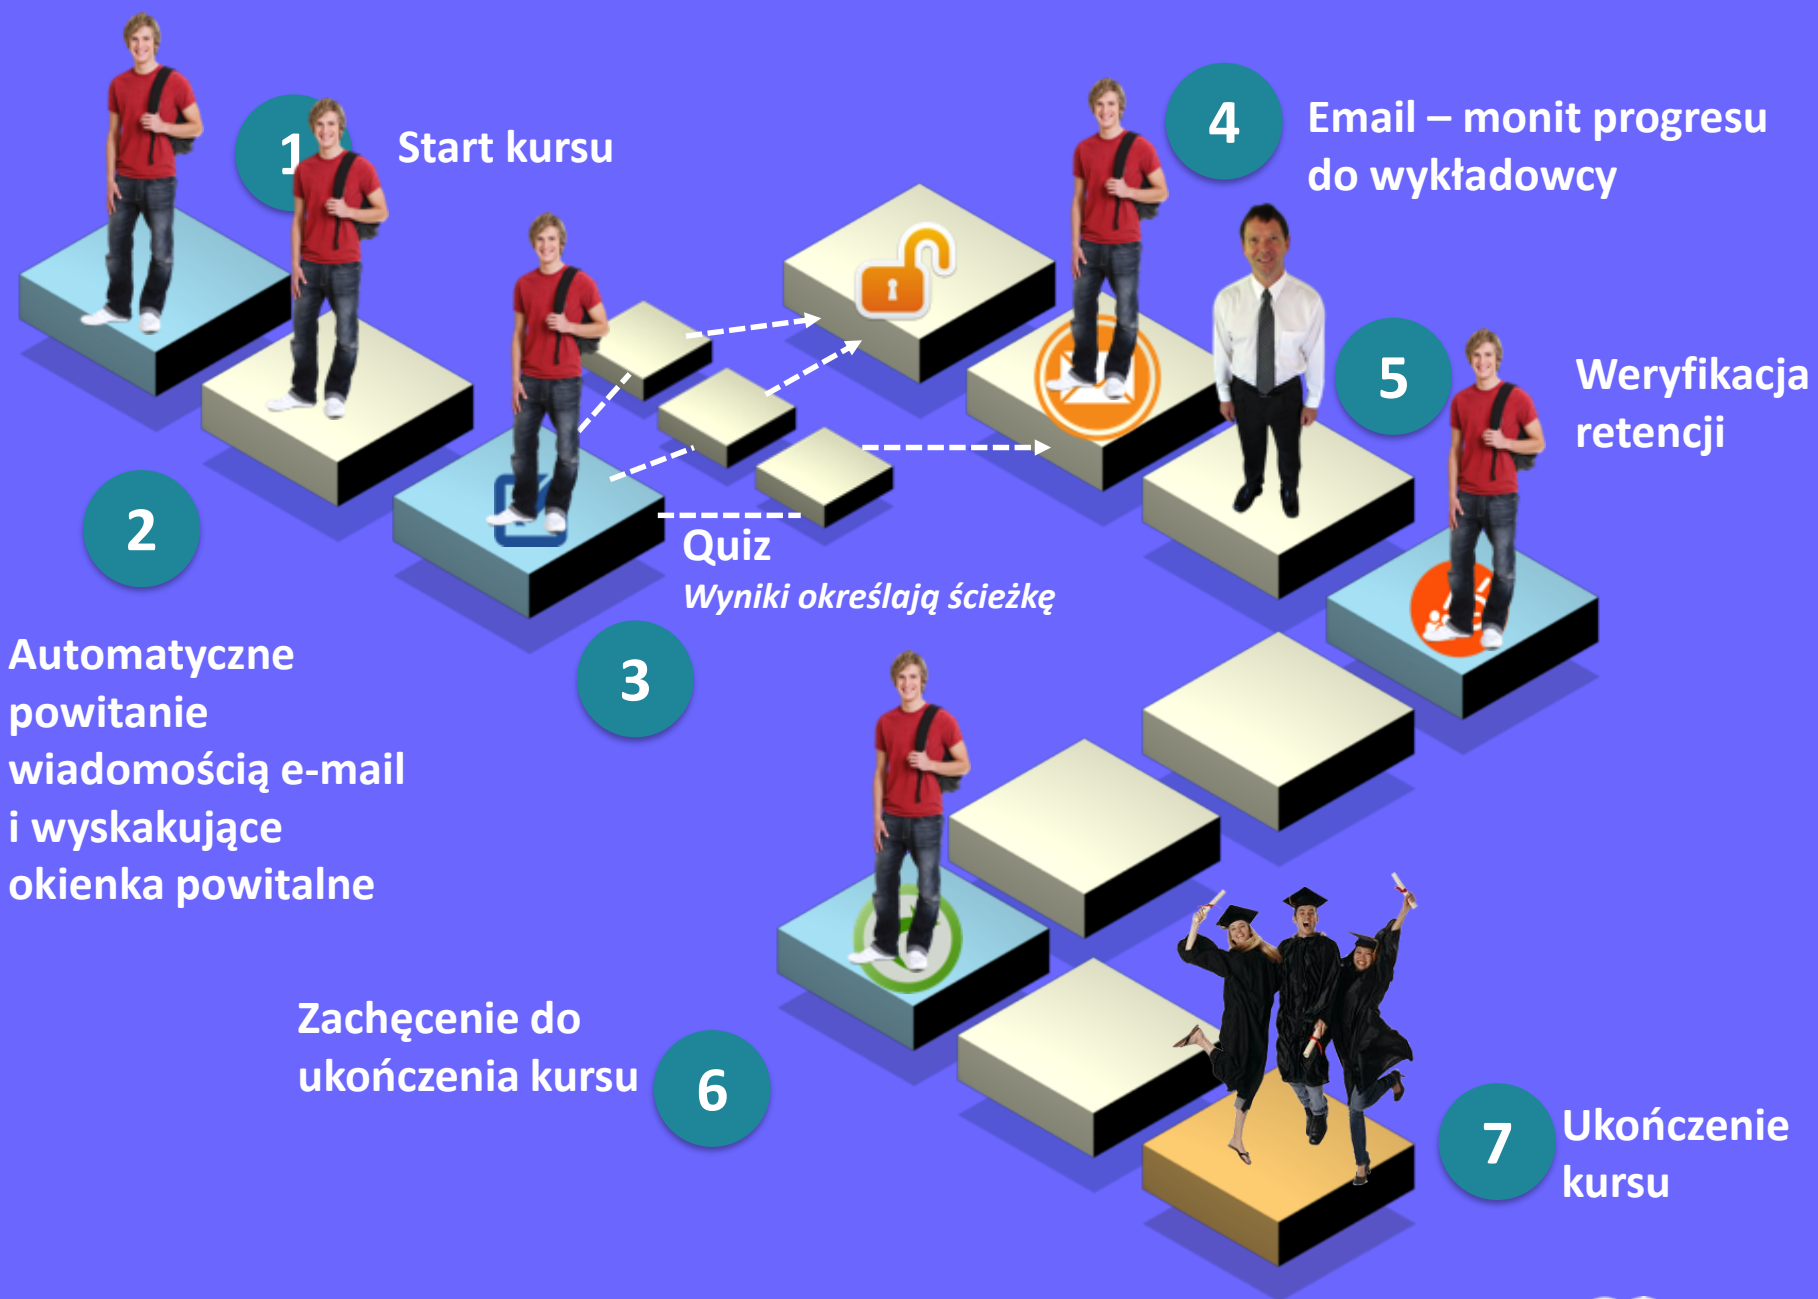 1
Start kursu
2
Automatyczne
powitanie
wiadomością e-mail
i wyskakujące
okienka powitalne
3
Quiz
Wyniki określają ścieżkę
4
Email – monit progresu
do wykładowcy
5
Weryfikacja
retencji
6
Zachęcenie do
ukończenia kursu
7
Ukończenie
kursu